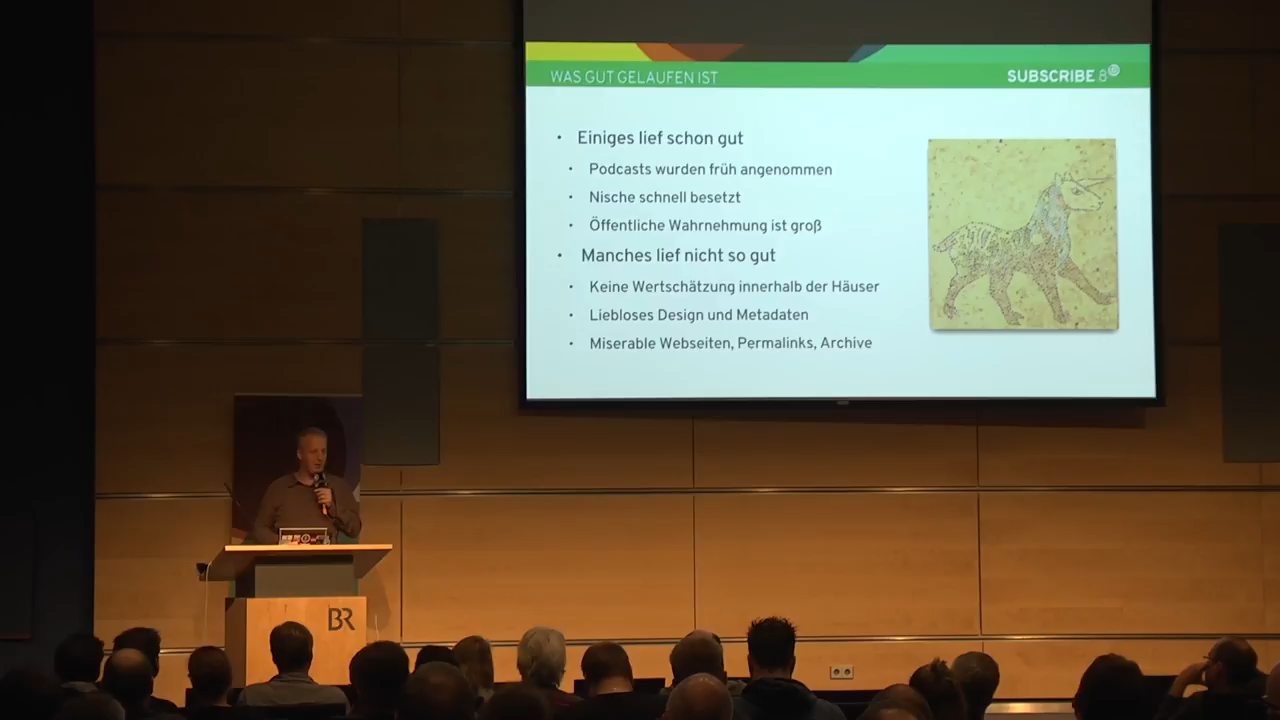 WAS GUT GELAUFEN IST
SUBSCRIBE 8
• Einiges lief schon gut
• Podcasts wurden früh angenommen
• Nische schnell besetzt
• Öffentliche Wahrnehmung ist groß
• Manches lief nicht so gut
• Keine Wertschätzung innerhalb der Häuser
• Liebloses Design und Metadaten
• Miserable Webseiten, Permalinks, Archive
BR